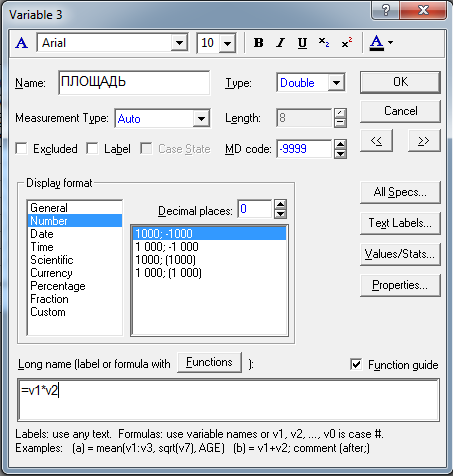 Variable 3
Arial 10 B I U x₂ x² A
Name: ПЛОЩАДЬ Type: Double OK
Measurement Type: Auto Length: 8 Cancel
Excluded Label Case State MD code: -9999 << >>
Display format
General
Number
Date
Time
Scientific
Currency
Percentage
Fraction
Custom
Decimal places: 0
1000; -1000
1 000; -1 000
1000; (1000)
1 000; (1 000)
All Specs...
Text Labels...
Values/Stats...
Properties...
Long name (label or formula with Functions ): Function guide
=v1*v2
Labels: use any text. Formulas: use variable names or v1, v2, ..., v0 is case #.
Examples: (a) = mean(v1:v3, sqrt(v7), AGE) (b) = v1+v2; comment (after;)